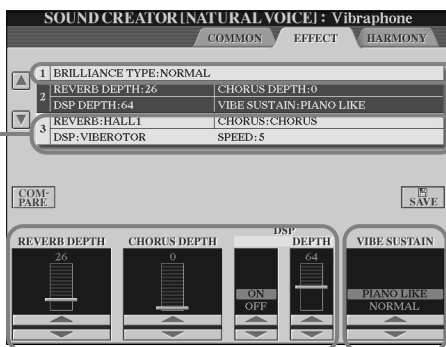 SOUND CREATOR [NATURAL VOICE] : Vibraphone
COMMON EFFECT HARMONY
1 BRILLIANCE TYPE:NORMAL
2 REVERB DEPTH:26 CHORUS DEPTH:0
DSP DEPTH:64 VIBE SUSTAIN:PIANO LIKE
3 REVERB:HALL1 CHORUS:CHORUS
DSP:VIBEROTOR SPEED:5
COM-
PARE
SAVE
DSP
REVERB DEPTH CHORUS DEPTH DEPTH VIBE SUSTAIN
26 0 64
ON PIANO LIKE
OFF NORMAL